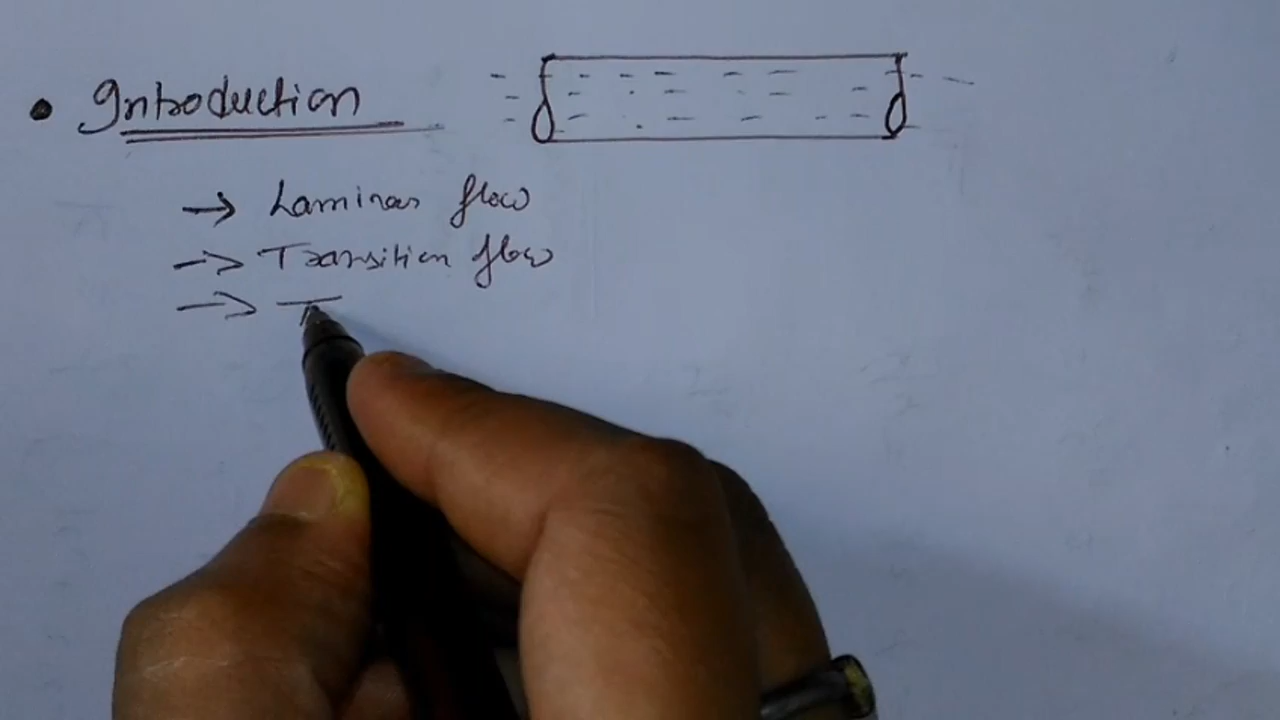 • Introduction
→ Laminar flow
→ Transition flow
→ T